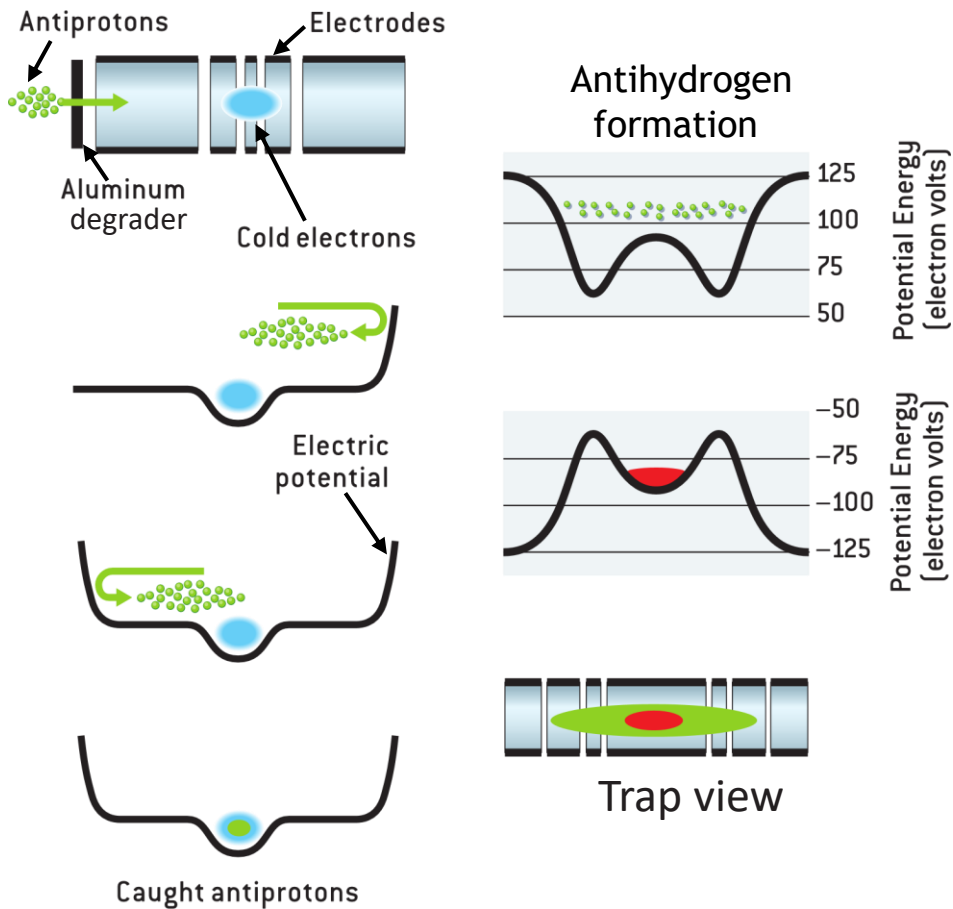 Antiprotons
Electrodes
Aluminum
degrader
Cold electrons
Electric
potential
Caught antiprotons
Antihydrogen
formation
125
100
75
50
Potential Energy
(electron volts)
−50
−75
−100
−125
Potential Energy
(electron volts)
Trap view